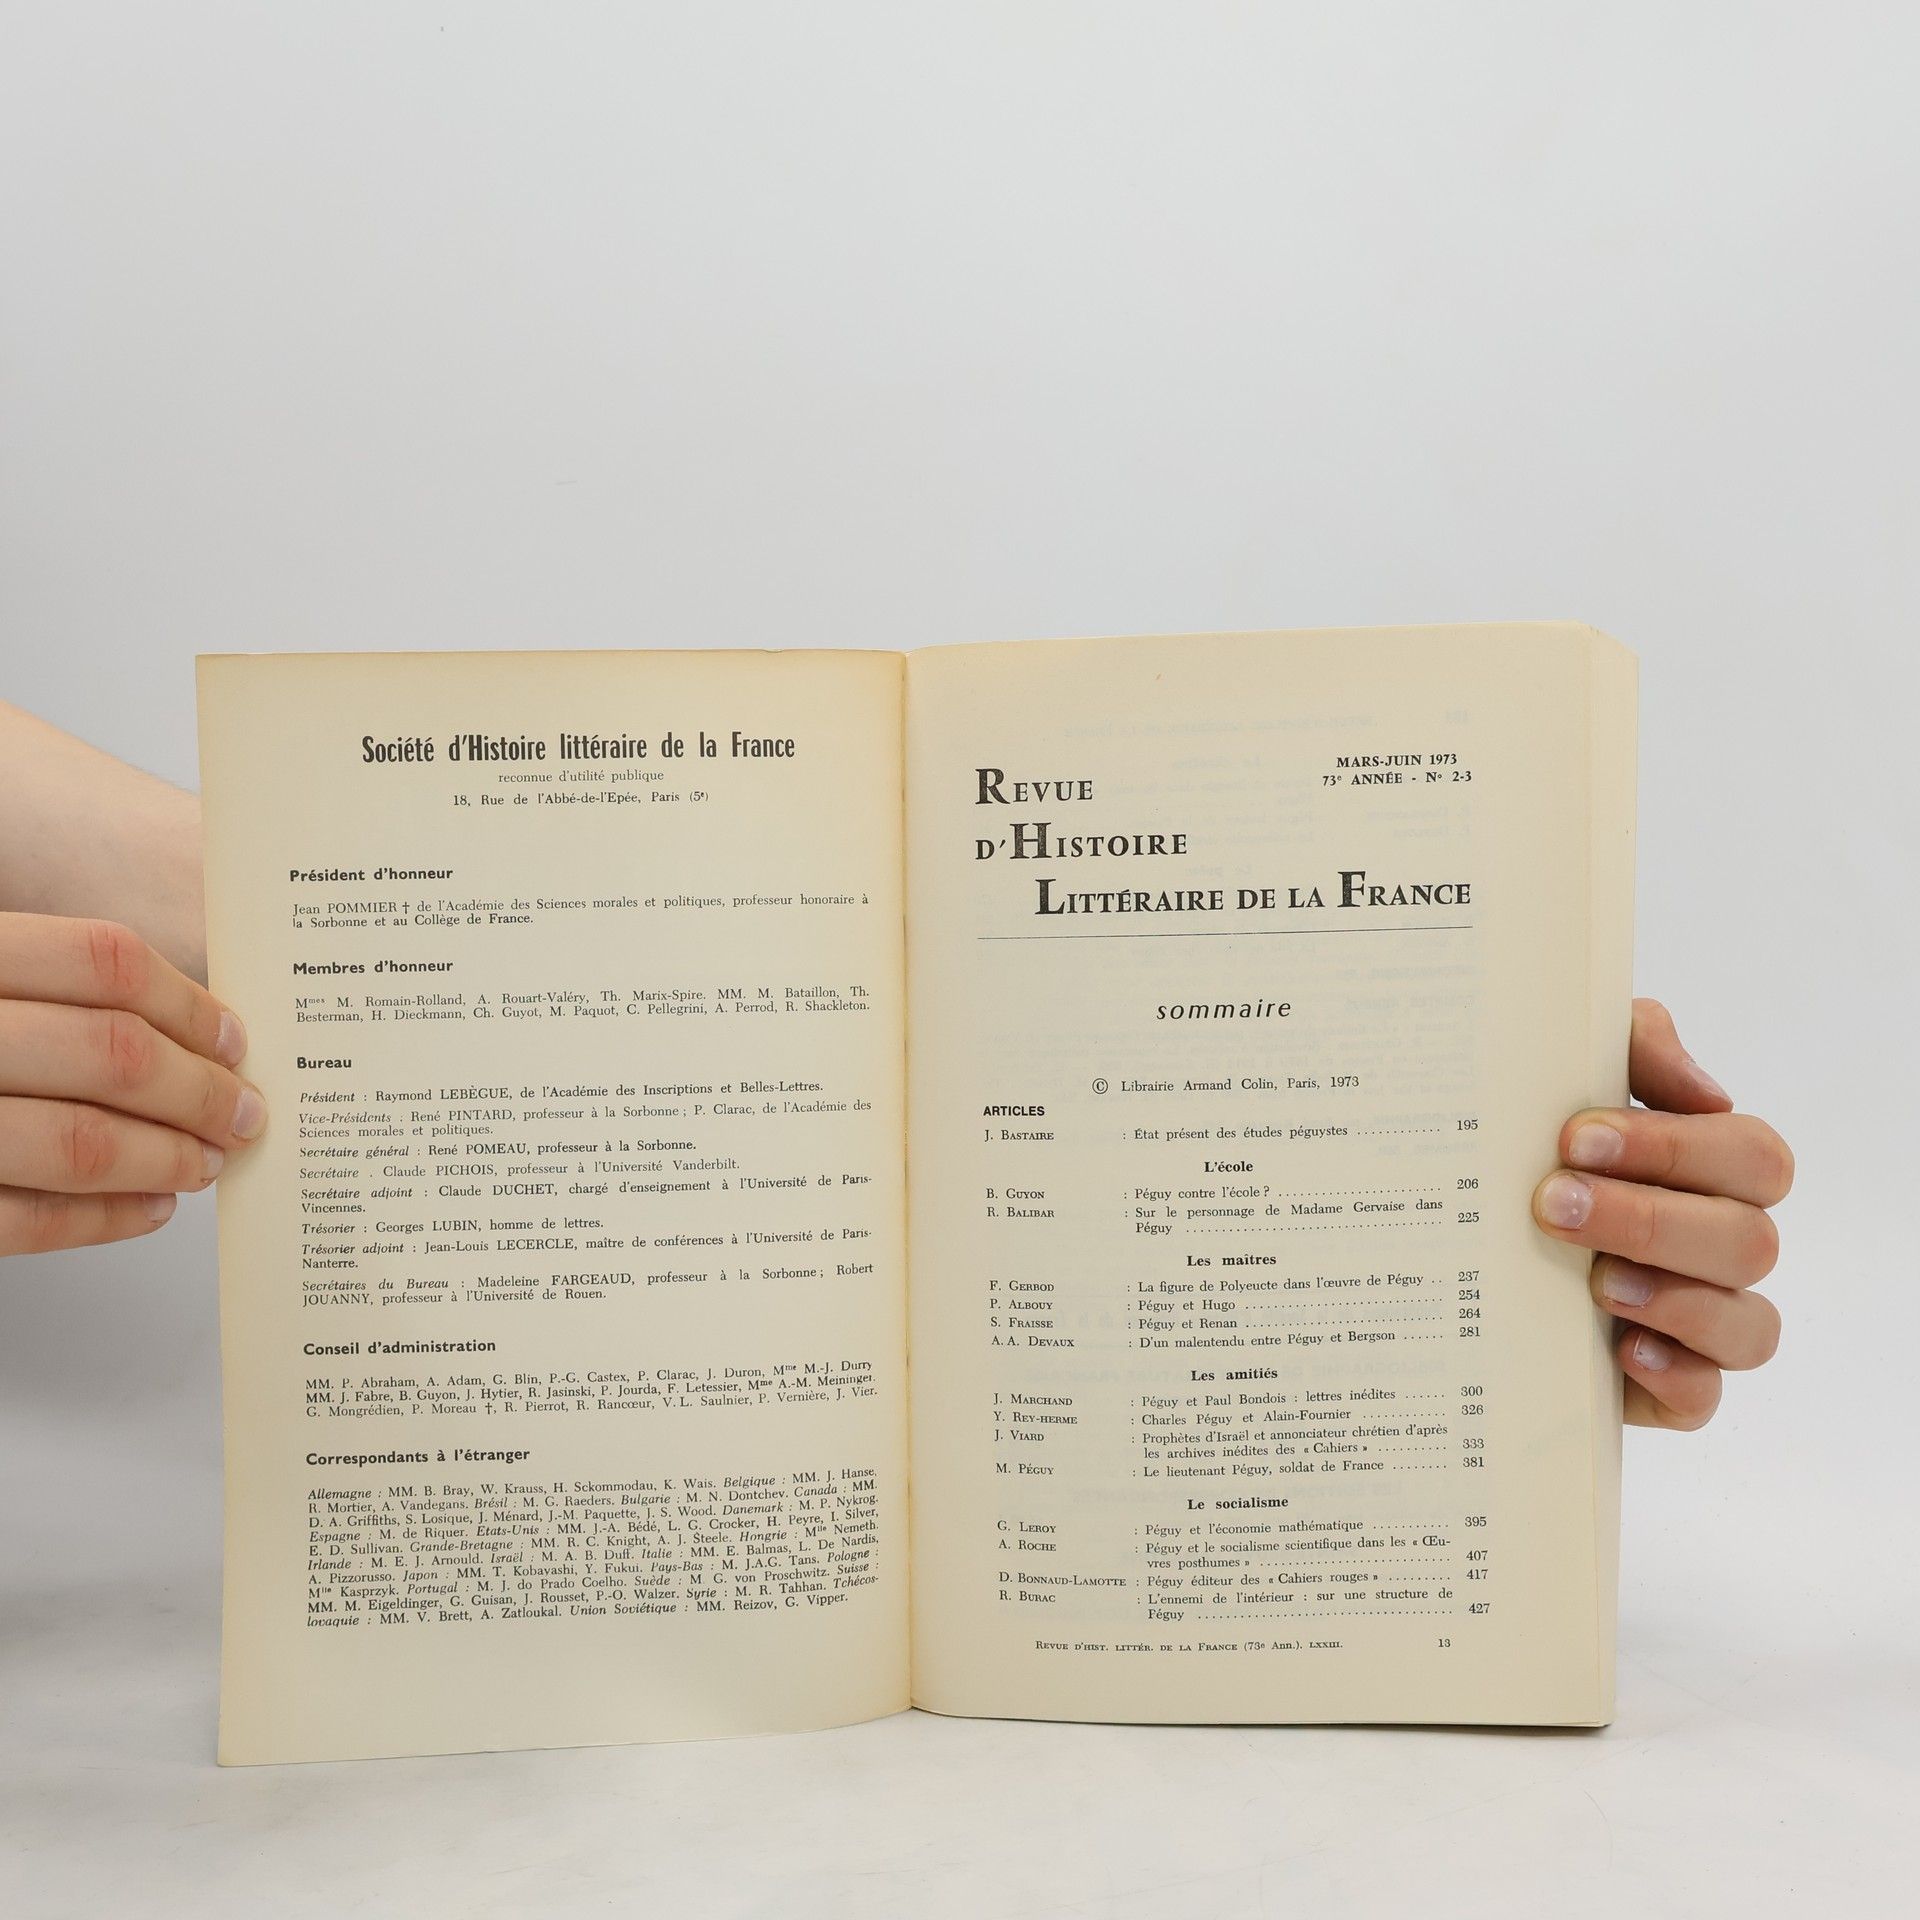 Société d'Histoire littéraire de la France
reconnue d'utilité publique
18, Rue de l'Abbé-de-l'Epée, Paris (5e)
Président d'honneur
Jean POMMIER † de l'Académie des Sciences morales et politiques, professeur honoraire à
la Sorbonne et au Collège de France.
Membres d'honneur
Mmes M. Romain-Rolland, A. Rouart-Valéry, Th. Marix-Spire. MM. M. Bataillon, Th.
Besterman, H. Dieckmann, Ch. Guyot, M. Paquot, C. Pellegrini, A. Perrod, R. Shackleton.
Bureau
Président : Raymond LEBÈGUE, de l'Académie des Inscriptions et Belles-Lettres.
Vice-Présidents : René PINTARD, professeur à la Sorbonne ; P. Clarac, de l'Académie des
Sciences morales et politiques.
Secrétaire général : René POMEAU, professeur à la Sorbonne.
Secrétaire . Claude PICHOIS, professeur à l'Université Vanderbilt.
Secrétaire adjoint : Claude DUCHET, chargé d'enseignement à l'Université de Paris-
Vincennes.
Trésorier : Georges LUBIN, homme de lettres.
Trésorier adjoint : Jean-Louis LECERCLE, maître de conférences à l'Université de Paris-
Nanterre.
Secrétaires du Bureau : Madeleine FARGEAUD, professeur à la Sorbonne ; Robert
JOUANNY, professeur à l'Université de Rouen.
Conseil d'administration
MM. P. Abraham, A. Adam, G. Blin, P.-G. Castex, P. Clarac, J. Duron, Mme M.-J. Durry
MM. J. Fabre, B. Guyon, J. Hytier, R. Jasinski, P. Jourda, F. Letessier, Mme A.-M. Meininger.
G. Mongrédien, P. Moreau †, R. Pierrot, R. Rancœur, V.L. Saulnier, P. Vernière, J. Vier.
Correspondants à l'étranger
Allemagne : MM. B. Bray, W. Krauss, H. Sckommodau, K. Wais. Belgique : MM. J. Hanse,
R. Mortier, A. Vandegans. Brésil : M. G. Raeders. Bulgarie : M. N. Dontchev. Canada : MM.
D. A. Griffiths, S. Losique, J. Ménard, J.-M. Paquette, J. S. Wood. Danemark : M. P. Nykrog.
Espagne : M. de Riquer. Etats-Unis : MM. J.-A. Bédé, L. G. Crocker, H. Peyre, I. Silver,
E. D. Sullivan. Grande-Bretagne : MM. R. C. Knight, A. J. Steele. Hongrie : Mlle Nemeth.
Irlande : M. E. J. Arnould. Israël : M. A. B. Duff. Italie : MM. E. Balmas, L. De Nardis,
A. Pizzorusso. Japon : MM. T. Kobayashi, Y. Fukui. Pays-Bas : M. J.A.G. Tans. Pologne :
Mlle Kasprzyk. Portugal : M. J. do Prado Coelho. Suède : M. G. von Proschwitz. Suisse :
MM. M. Eigeldinger, G. Guisan, J. Rousset, P.-O. Walzer. Syrie : M. R. Tahhan. Tchécos-
lovaquie : MM. V. Brett, A. Zatloukal. Union Soviétique : MM. Reizov, G. Vipper.
MARS-JUIN 1973
73e ANNÉE - No 2-3
REVUE
D'HISTOIRE
LITTÉRAIRE DE LA FRANCE
sommaire
© Librairie Armand Colin, Paris, 1973
ARTICLES
J. BASTAIRE : État présent des études péguystes ............ 195
L'école
B. GUYON : Péguy contre l'école ? ....................... 206
R. BALIBAR : Sur le personnage de Madame Gervaise dans
Péguy .................................... 225
Les maîtres
F. GERBOD : La figure de Polyeucte dans l'œuvre de Péguy .. 237
P. ALBOUY : Péguy et Hugo ............................ 254
S. FRAISSE : Péguy et Renan ............................ 264
A. A. DEVAUX : D'un malentendu entre Péguy et Bergson ...... 281
Les amitiés
J. MARCHAND : Péguy et Paul Bondois : lettres inédites ...... 300
Y. REY-HERME : Charles Péguy et Alain-Fournier ............ 326
J. VIARD : Prophètes d'Israël et annonciateur chrétien d'après
les archives inédites des « Cahiers » .......... 333
M. PÉGUY : Le lieutenant Péguy, soldat de France ........ 381
Le socialisme
G. LEROY : Péguy et l'économie mathématique ........... 395
A. ROCHE : Péguy et le socialisme scientifique dans les « Œu-
vres posthumes » ........................... 407
D. BONNAUD-LAMOTTE : Péguy éditeur des « Cahiers rouges » ......... 417
R. BURAC : L'ennemi de l'intérieur : sur une structure de
Péguy .................................... 427
REVUE D'HIST. LITTÉR. DE LA FRANCE (73e Ann.). LXXIII. 13